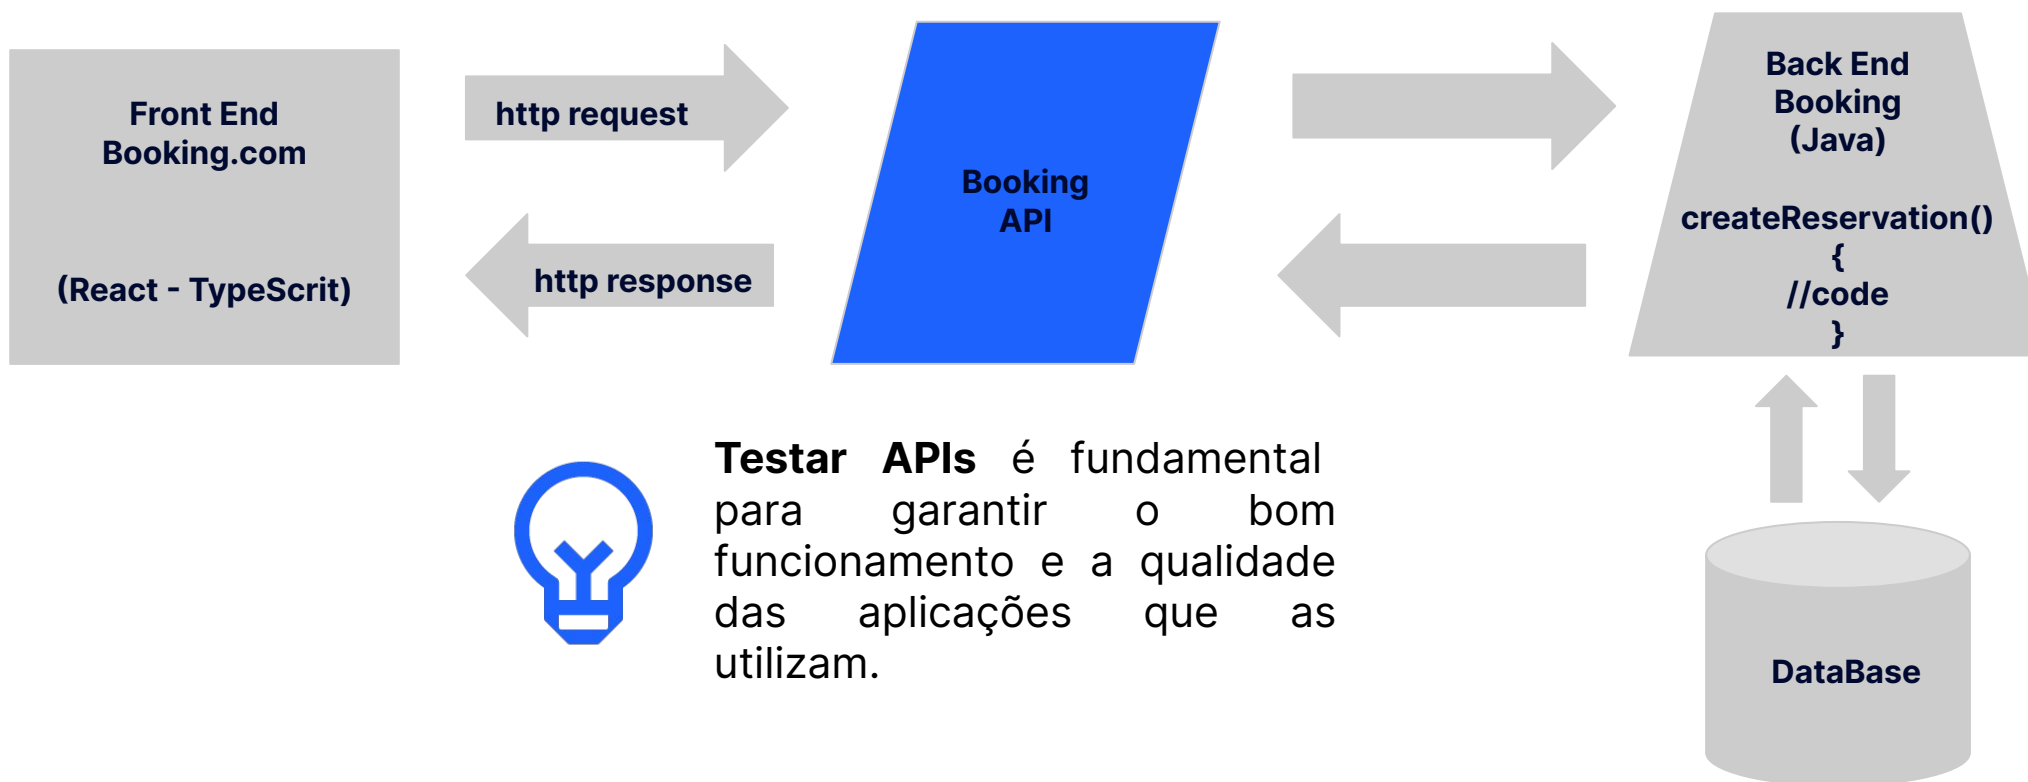 Front End
Booking.com
(React - TypeScrit)
http request
http response
Booking
API
Back End
Booking
(Java)
createReservation()
{
//code
}
Testar APIs é fundamental
para garantir o bom
funcionamento e a qualidade
das aplicações que as
utilizam.
DataBase